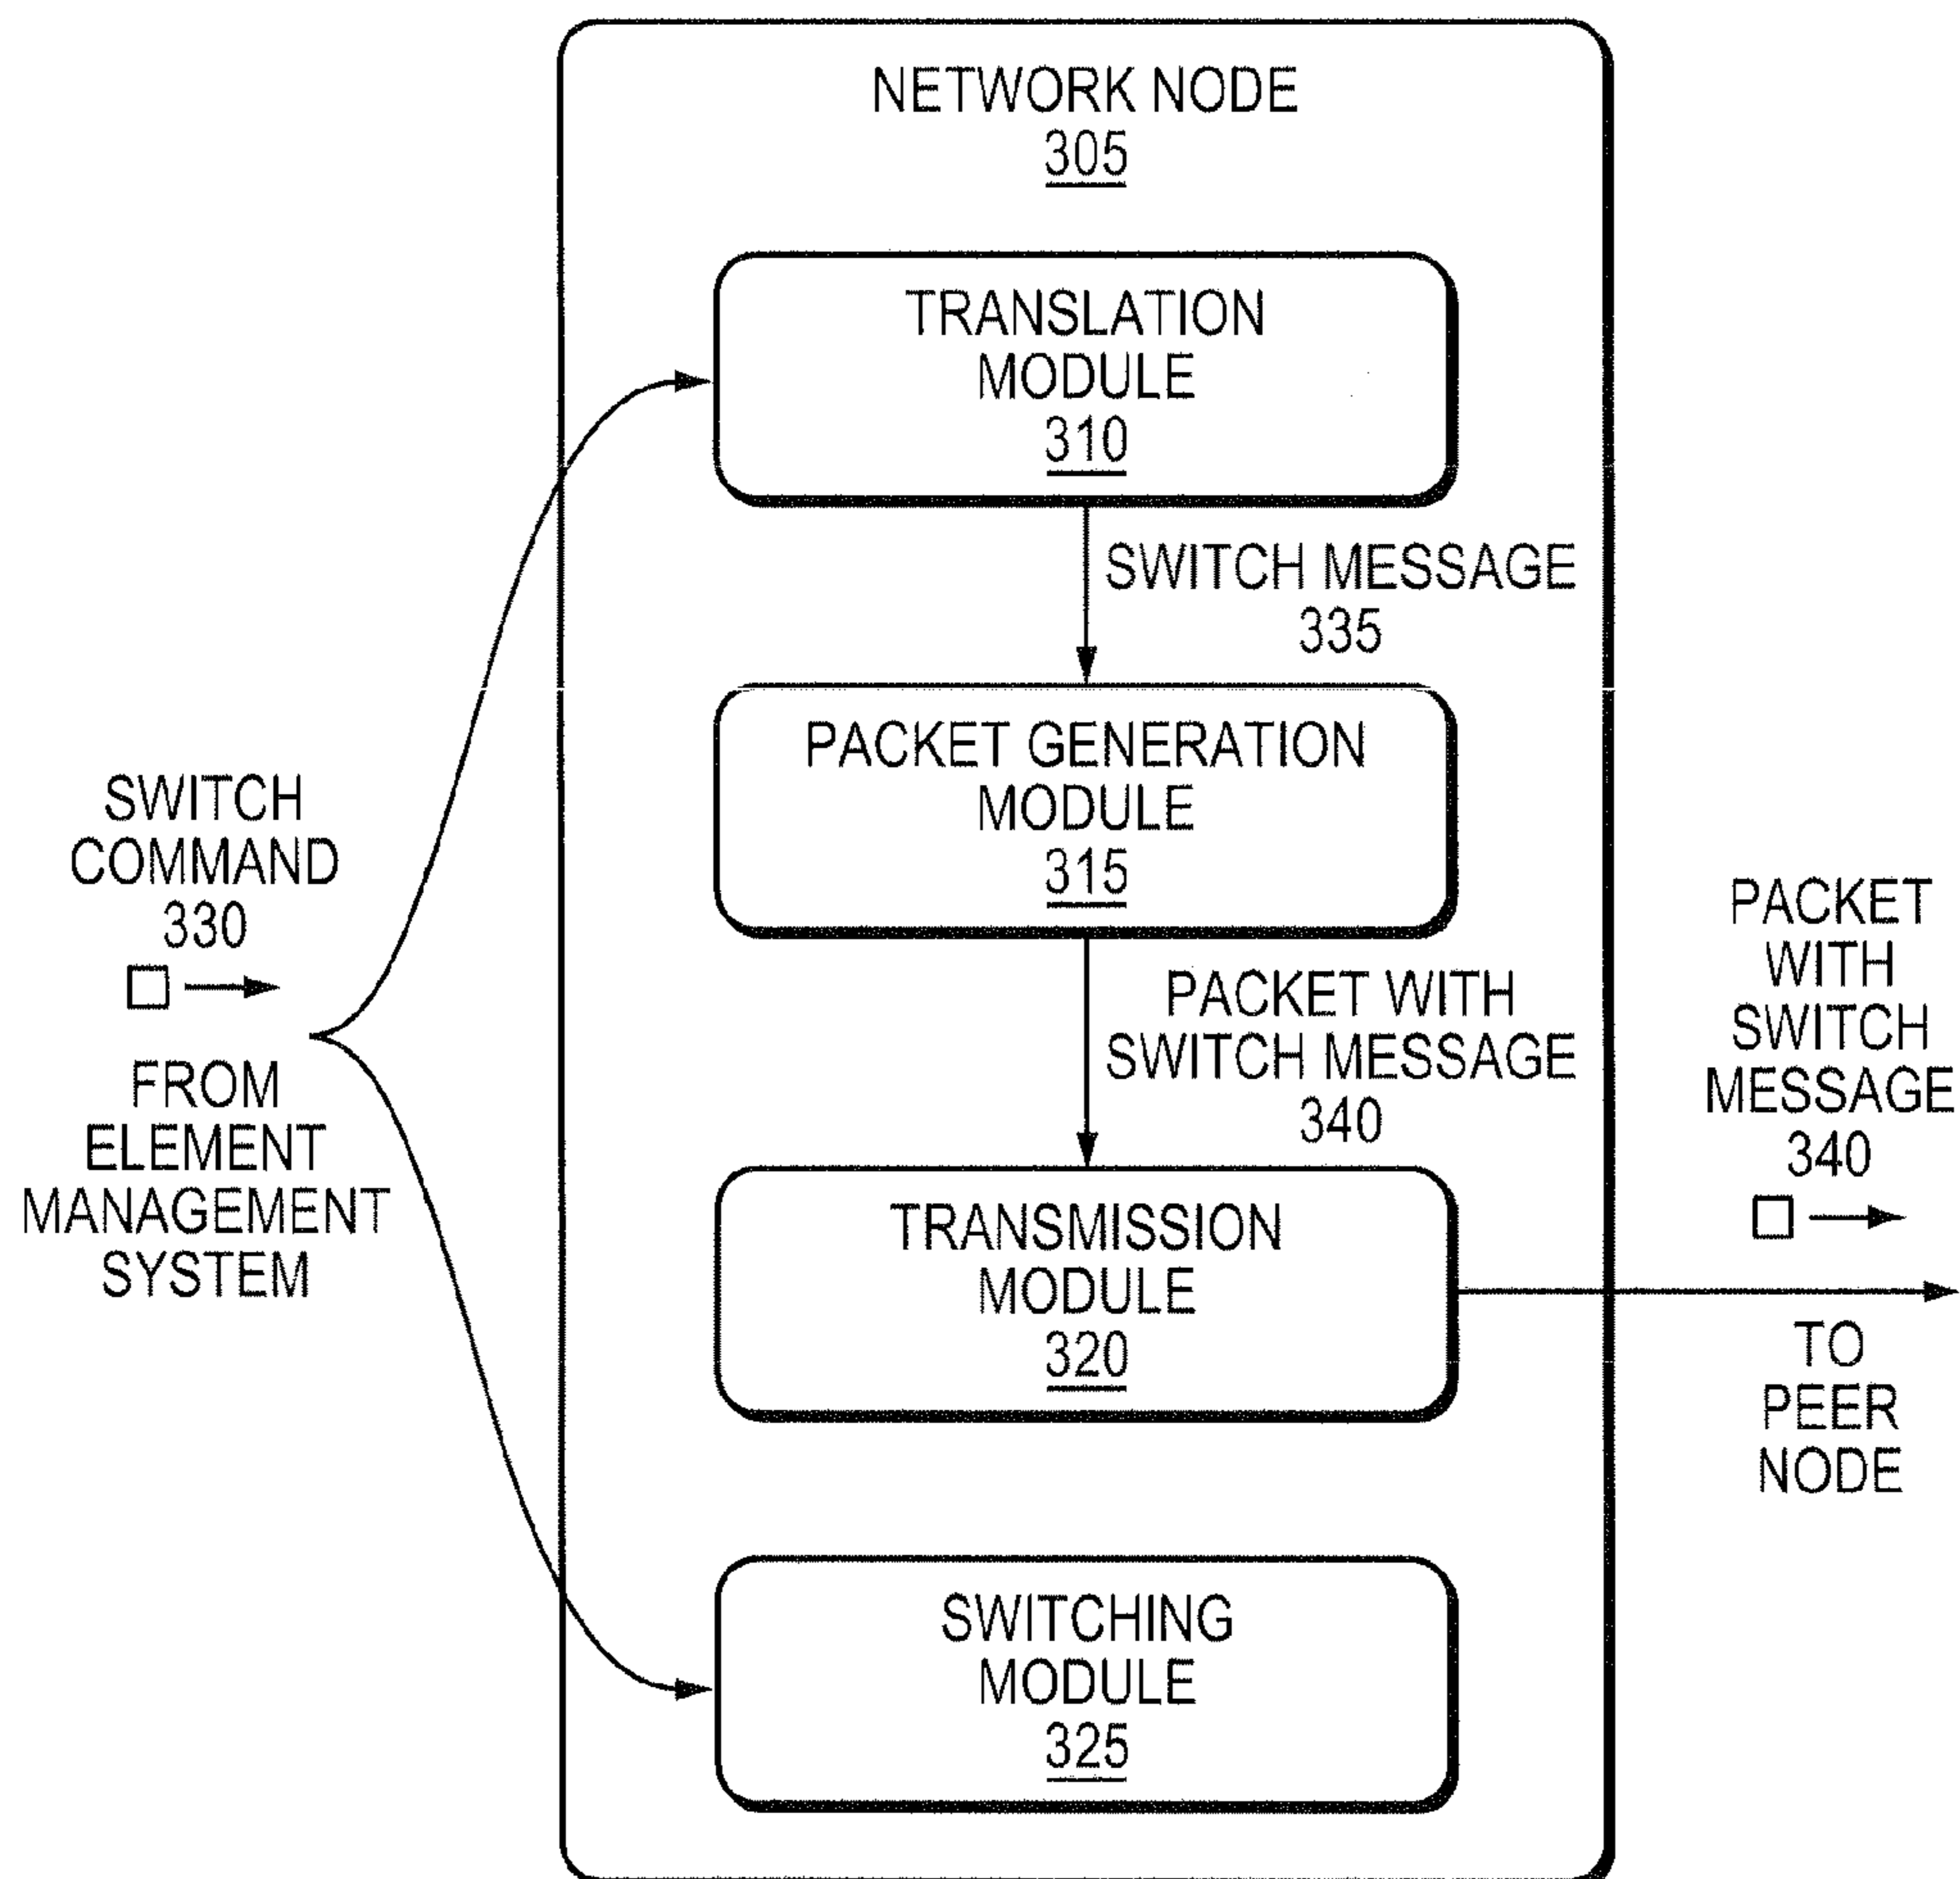 NETWORK NODE
305
TRANSLATION
MODULE
310
SWITCH MESSAGE
335
PACKET GENERATION
MODULE
315
SWITCH
COMMAND
330
FROM
ELEMENT
MANAGEMENT
SYSTEM
PACKET WITH
SWITCH MESSAGE
340
TRANSMISSION
MODULE
320
PACKET
WITH
SWITCH
MESSAGE
340
TO
PEER
NODE
SWITCHING
MODULE
325